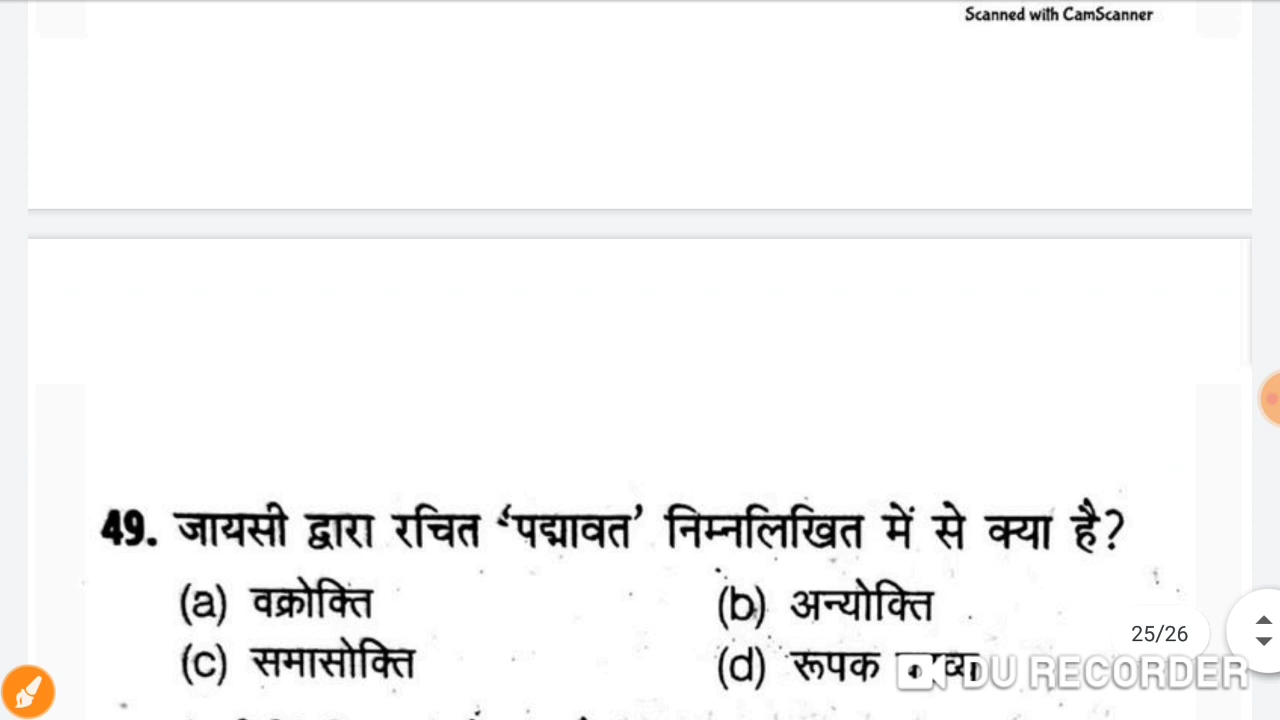 Scanned with CamScanner
49. जायसी द्वारा रचित ‘पद्मावत’ निम्नलिखित में से क्या है?
(a) वक्रोक्ति (b) अन्योक्ति
25/26
(c) समासोक्ति (d) रूपक
DU RECORDER